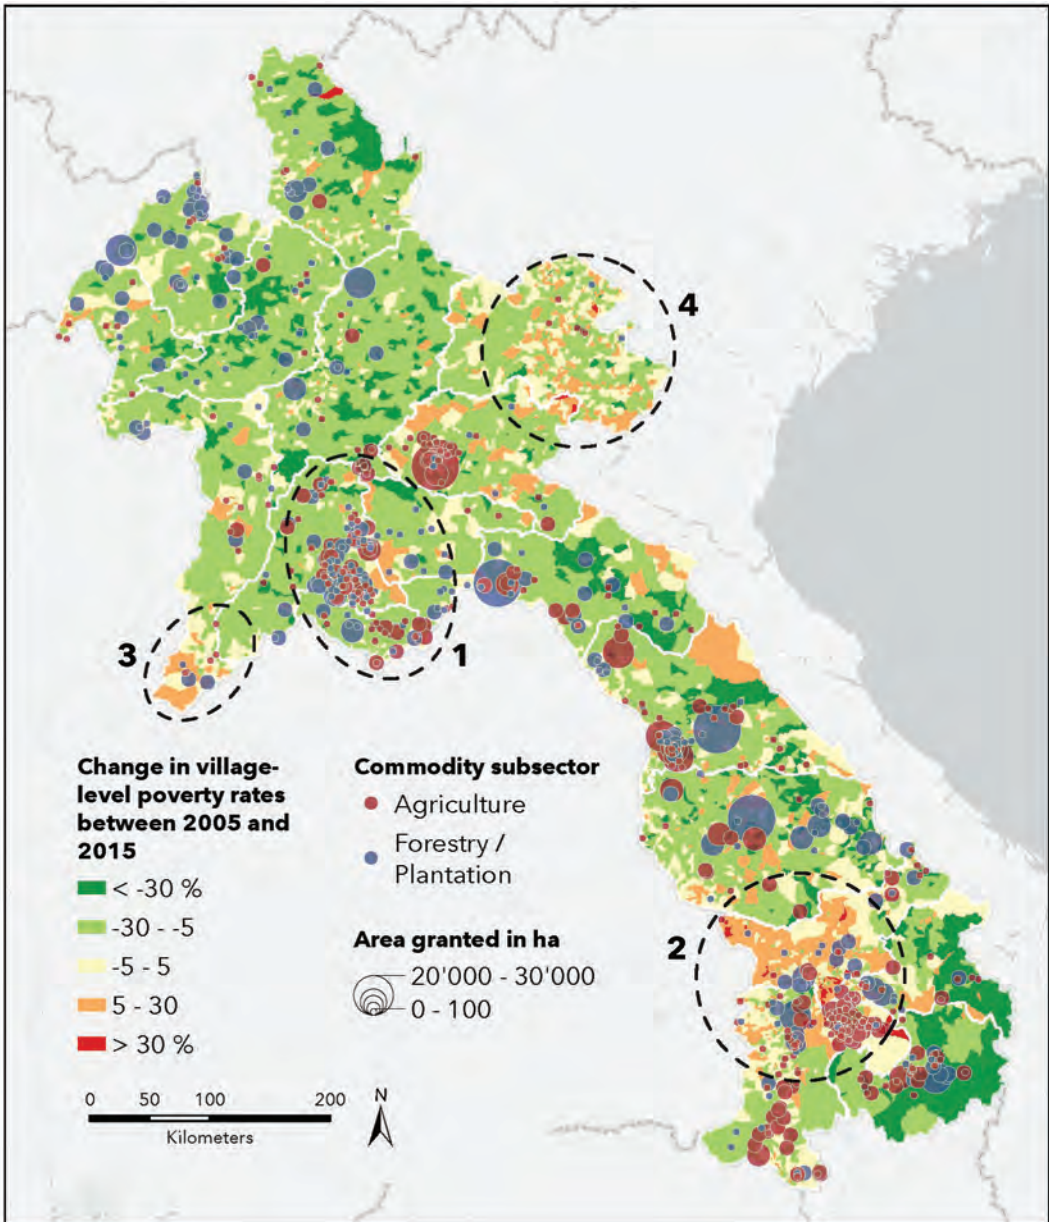 4
3
1
2
Change in village-
level poverty rates
between 2005 and
2015
< -30 %
-30 - -5
-5 - 5
5 - 30
> 30 %
Commodity subsector
Agriculture
Forestry /
Plantation
Area granted in ha
20'000 - 30'000
0 - 100
0 50 100 200
Kilometers
N